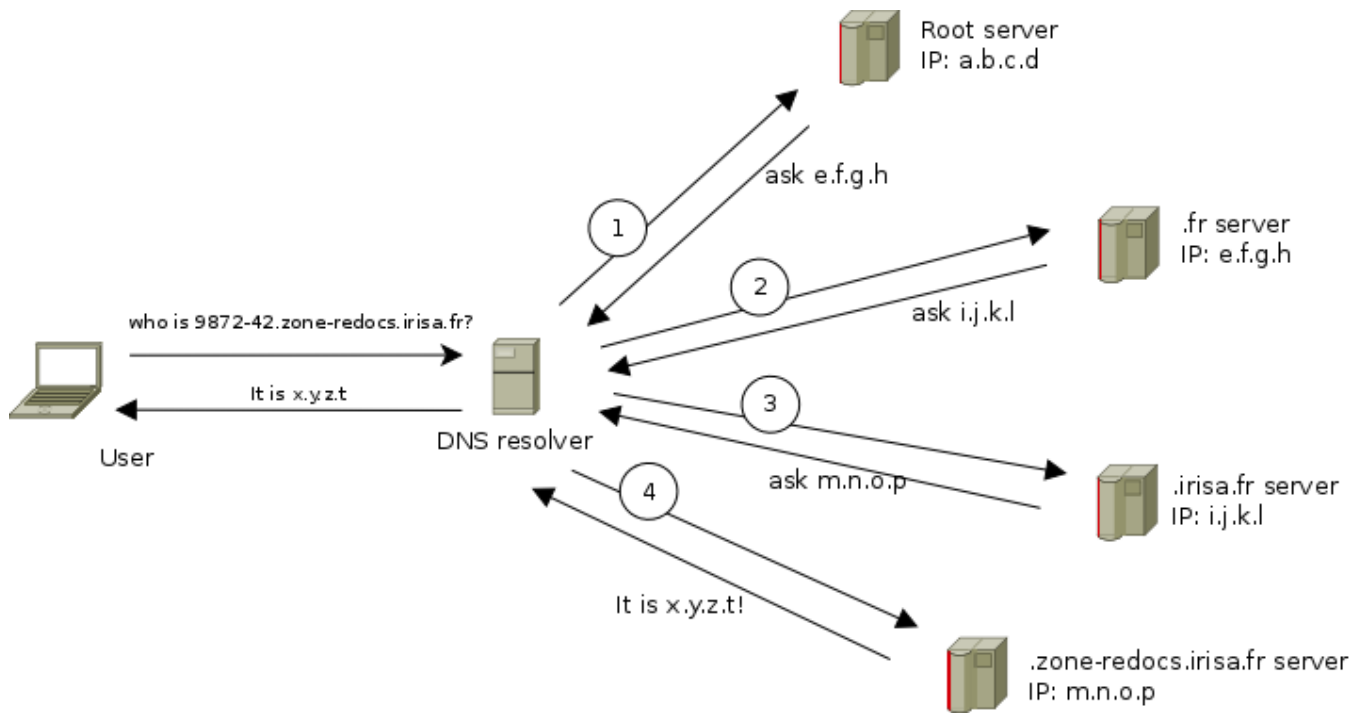 Root server
IP: a.b.c.d
ask e.f.g.h
1
.fr server
IP: e.f.g.h
2
ask i.j.k.l
who is 9872-42.zone-redocs.irisa.fr?
It is x.y.z.t
User
DNS resolver
3
ask m.n.o.p
.irisa.fr server
IP: i.j.k.l
4
It is x.y.z.t!
.zone-redocs.irisa.fr server
IP: m.n.o.p